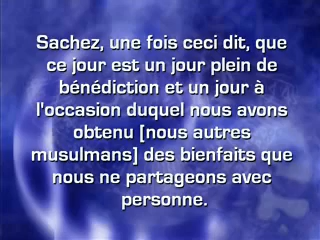 Sachez, une fois ceci dit, que
ce jour est un jour plein de
bénédiction et un jour à
l'occasion duquel nous avons
obtenu [nous autres
musulmans] des bienfaits que
nous ne partageons avec
personne.